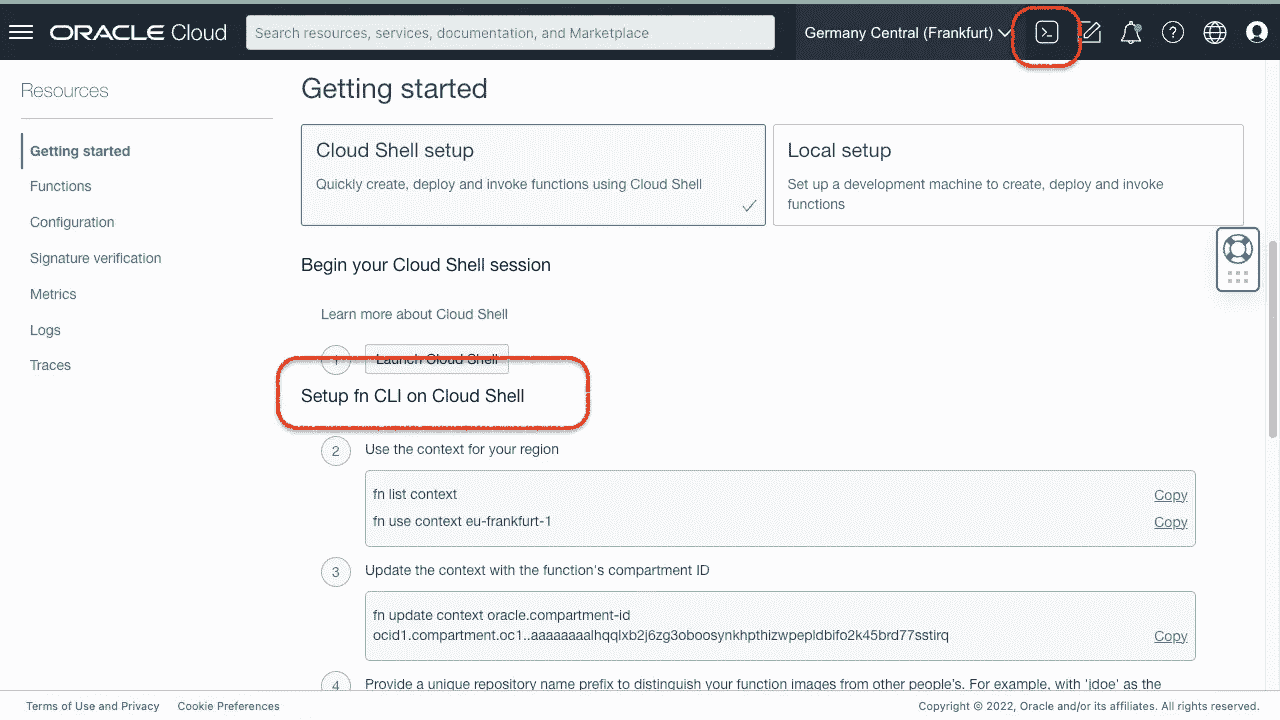 ORACLE Cloud
Search resources, services, documentation, and Marketplace
Germany Central (Frankfurt)
Resources
Getting started
Functions
Configuration
Signature verification
Metrics
Logs
Traces
Getting started
Cloud Shell setup
Quickly create, deploy and invoke functions using Cloud Shell
Local setup
Set up a development machine to create, deploy and invoke
functions
Begin your Cloud Shell session
Learn more about Cloud Shell
1 Launch Cloud Shell
Setup fn CLI on Cloud Shell
2 Use the context for your region
fn list context Copy
fn use context eu-frankfurt-1 Copy
3 Update the context with the function's compartment ID
fn update context oracle.compartment-id
ocid1.compartment.oc1..aaaaaaaalhqqlxb2j6zg3oboosynkhpthizwpepldbifo2k45brd77sstirq Copy
4 Provide a unique repository name prefix to distinguish your function images from other people's. For example, with 'jdoe' as the
Terms of Use and Privacy Cookie Preferences
Copyright © 2022, Oracle and/or its affiliates. All rights reserved.